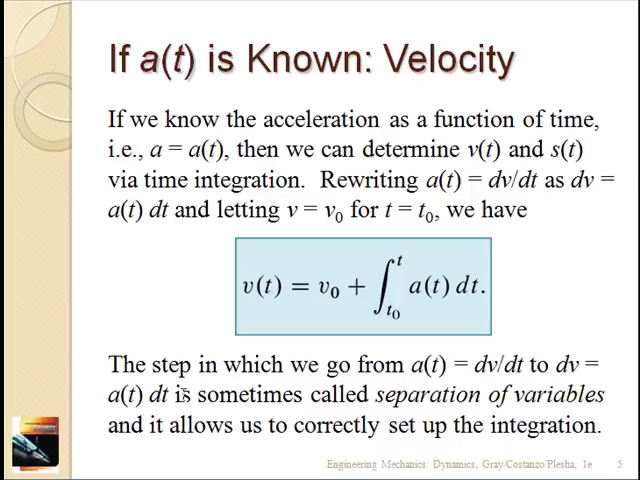 If a(t) is Known: Velocity
If we know the acceleration as a function of time,
i.e., a = a(t), then we can determine v(t) and s(t)
via time integration.  Rewriting a(t) = dv/dt as dv =
a(t) dt and letting v = v₀ for t = t₀, we have
v(t) = v₀ + ∫_{t₀}^{t} a(t) dt.
The step in which we go from a(t) = dv/dt to dv =
a(t) dt is sometimes called separation of variables
and it allows us to correctly set up the integration.
Engineering Mechanics: Dynamics, Gray/Costanzo/Plesha, 1e 5